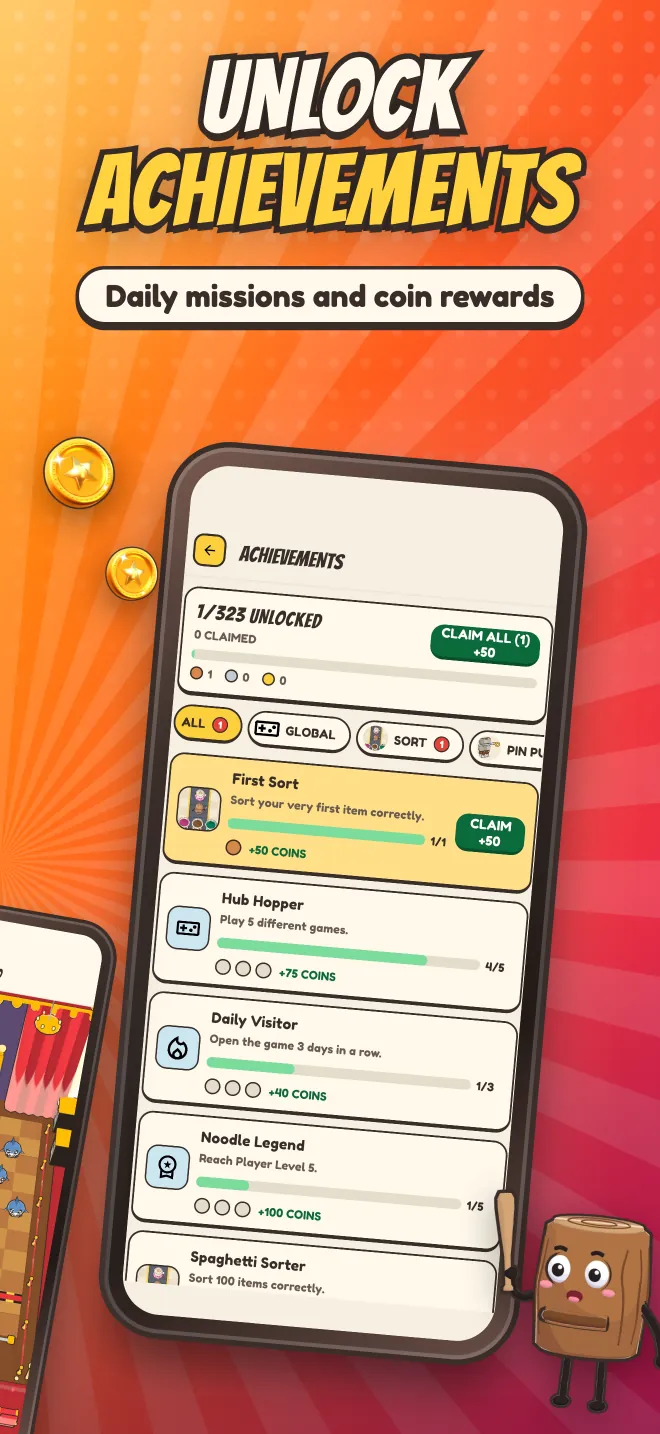 UNLOCK
ACHIEVEMENTS
Daily missions and coin rewards
ACHIEVEMENTS
1/323 UNLOCKED
0 CLAIMED
CLAIM ALL (1)
+50
1 0 0
ALL 1 GLOBAL SORT 1 PIN PU
First Sort
Sort your very first item correctly.
1/1
CLAIM
+50
+50 COINS
Hub Hopper
Play 5 different games.
4/5
+75 COINS
Daily Visitor
Open the game 3 days in a row.
1/3
+40 COINS
Noodle Legend
Reach Player Level 5.
1/5
+100 COINS
Spaghetti Sorter
Sort 100 items correctly.